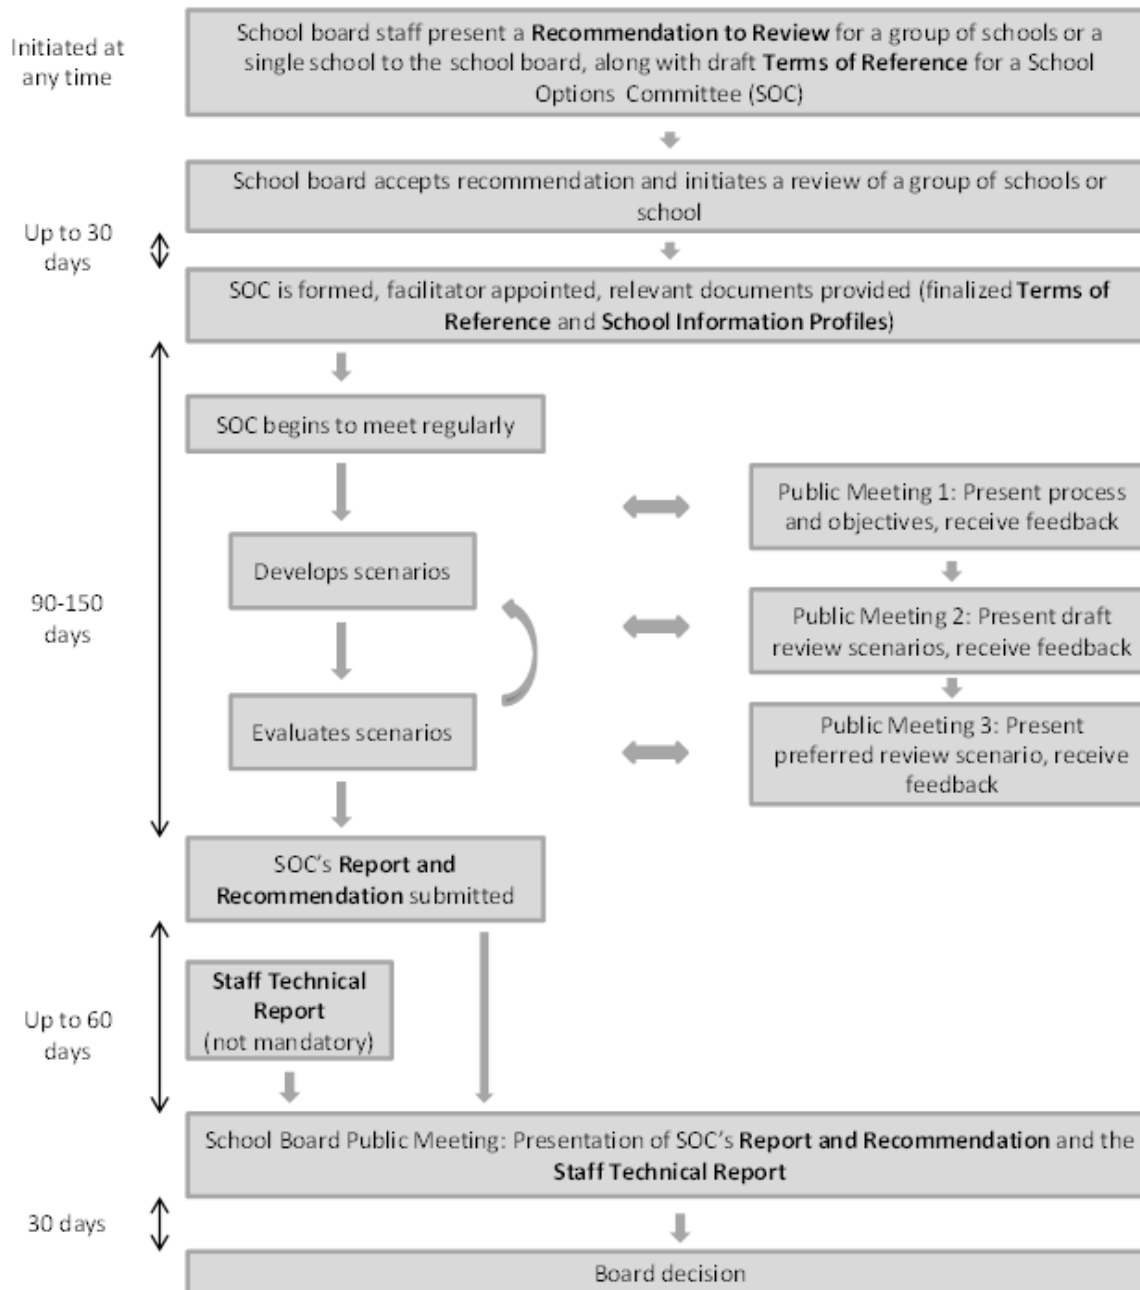 Initiated at
any time
School board staff present a Recommendation to Review for a group of schools or a
single school to the school board, along with draft Terms of Reference for a School
Options Committee (SOC)
School board accepts recommendation and initiates a review of a group of schools or
school
Up to 30
days
SOC is formed, facilitator appointed, relevant documents provided (finalized Terms of
Reference and School Information Profiles)
90-150
days
SOC begins to meet regularly
Develops scenarios
Evaluates scenarios
Public Meeting 1: Present process
and objectives, receive feedback
Public Meeting 2: Present draft
review scenarios, receive feedback
Public Meeting 3: Present
preferred review scenario, receive
feedback
SOC's Report and
Recommendation submitted
Up to 60
days
Staff Technical
Report
(not mandatory)
School Board Public Meeting: Presentation of SOC's Report and Recommendation and the
Staff Technical Report
30 days
Board decision